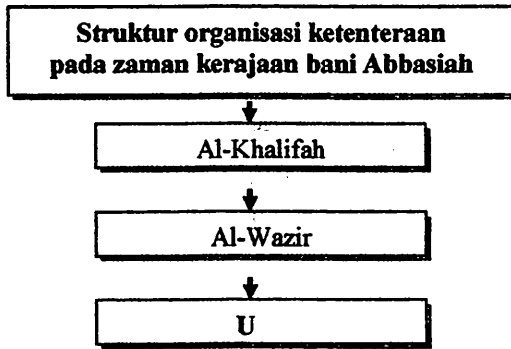 Struktur organisasi ketenteraan
pada zaman kerajaan bani Abbasiah
Al-Khalifah
Al-Wazir
U